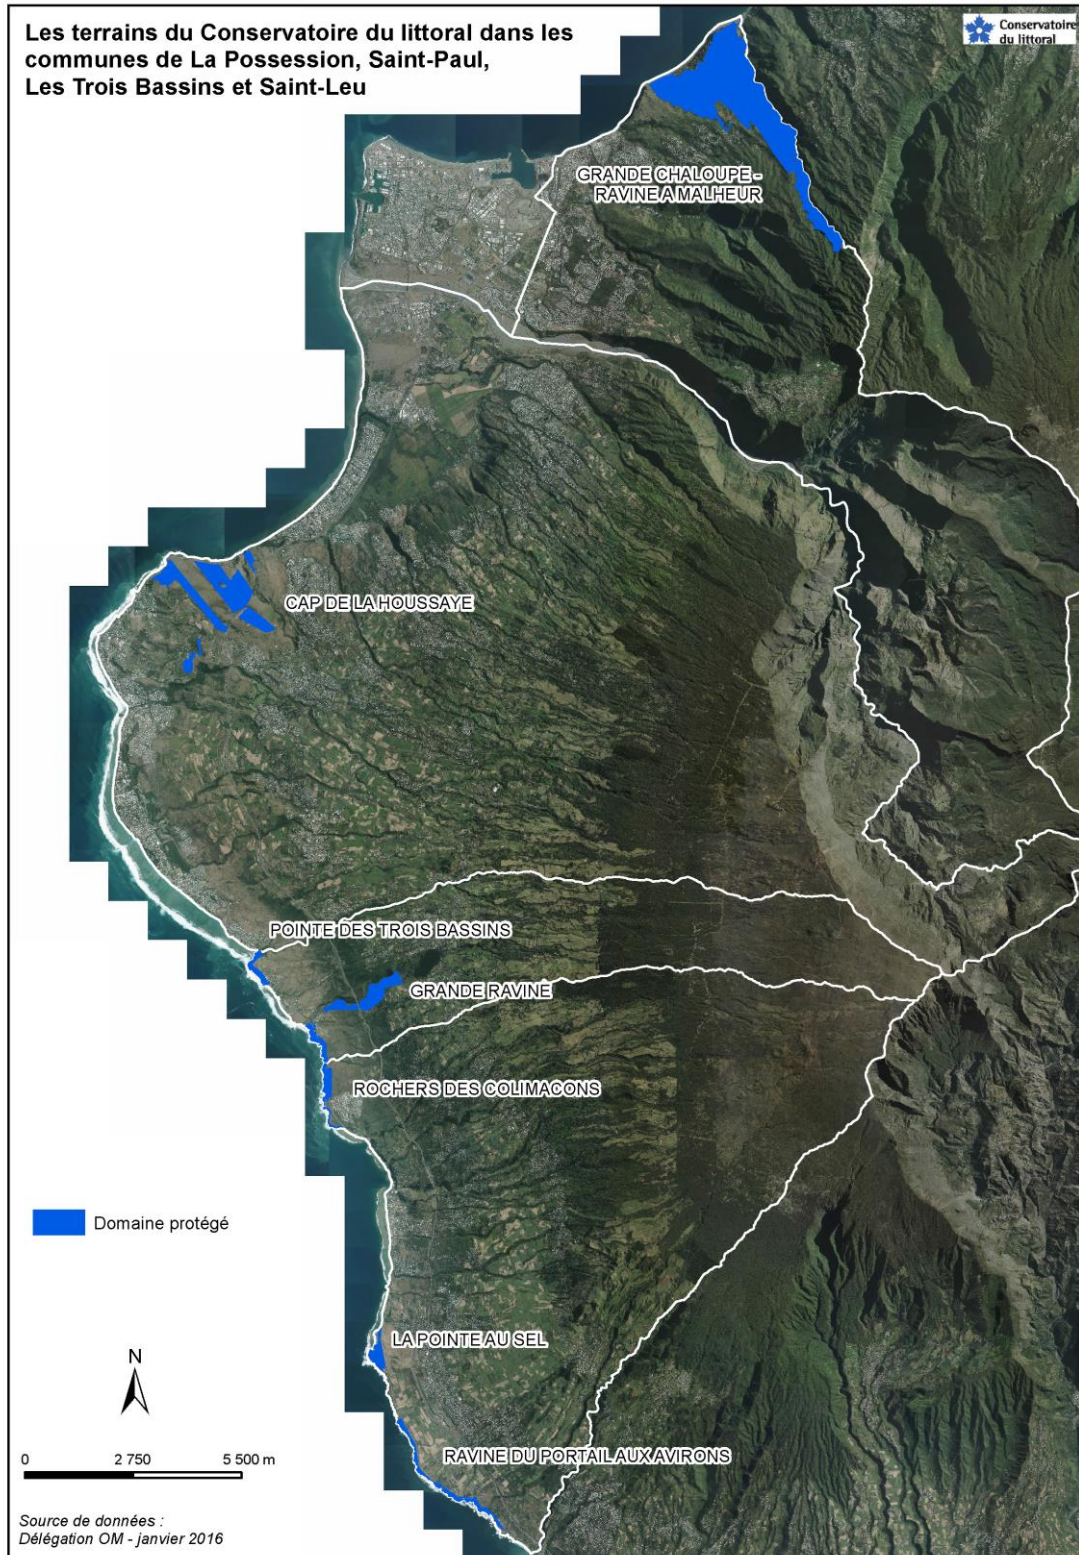 Les terrains du Conservatoire du littoral dans les
communes de La Possession, Saint-Paul,
Les Trois Bassins et Saint-Leu
Conservatoire
du littoral
GRANDE CHALOUPE -
RAVINE A MALHEUR
CAP DE LA HOUSSAYE
POINTE DES TROIS BASSINS
GRANDE RAVINE
ROCHERS DES COLIMACONS
Domaine protégé
LA POINTE AU SEL
N
RAVINE DU PORTAIL AUX AVIRONS
0 2 750 5 500 m
Source de données :
Délégation OM - janvier 2016